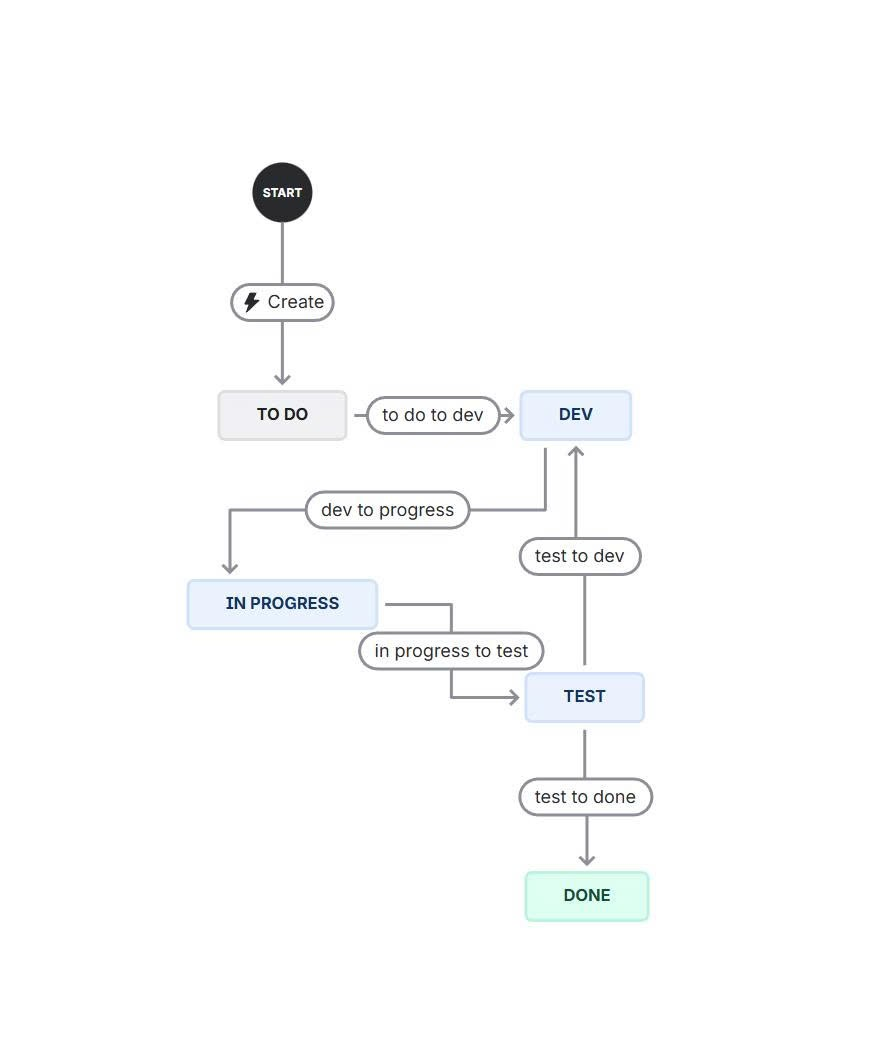 START
Create
TO DO
to do to dev
DEV
dev to progress
test to dev
IN PROGRESS
in progress to test
TEST
test to done
DONE